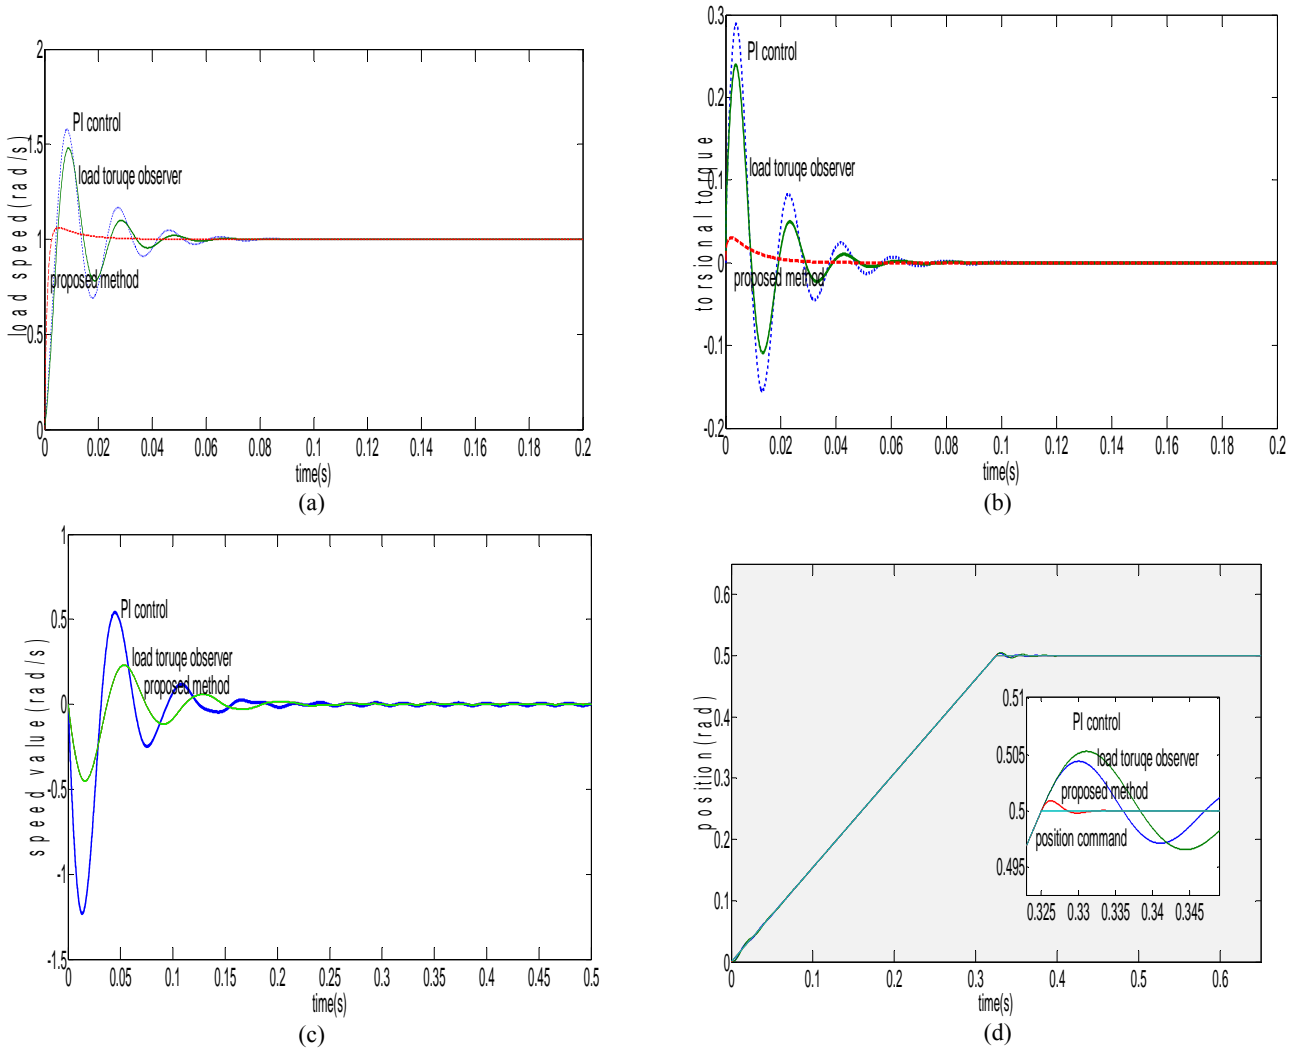 2
1.5
1
0.5
0
load speed(rad/s)
PI control
load toruqe observer
proposed method
0 0.02 0.04 0.06 0.08 0.1 0.12 0.14 0.16 0.18 0.2
time(s)
(a)
0.3
0.2
0.1
0
-0.1
-0.2
torsional torque
PI control
load toruqe observer
proposed method
0 0.02 0.04 0.06 0.08 0.1 0.12 0.14 0.16 0.18 0.2
time(s)
(b)
1
0.5
0
-0.5
-1
-1.5
speed value(rad/s)
PI control
load toruqe observer
proposed method
0 0.05 0.1 0.15 0.2 0.25 0.3 0.35 0.4 0.45 0.5
time(s)
(c)
0.6
0.5
0.4
0.3
0.2
0.1
0
position(rad)
0.51
0.505
0.5
0.495
PI control
load toruqe observer
proposed method
position command
0.325 0.33 0.335 0.34 0.345
0 0.1 0.2 0.3 0.4 0.5 0.6
time(s)
(d)